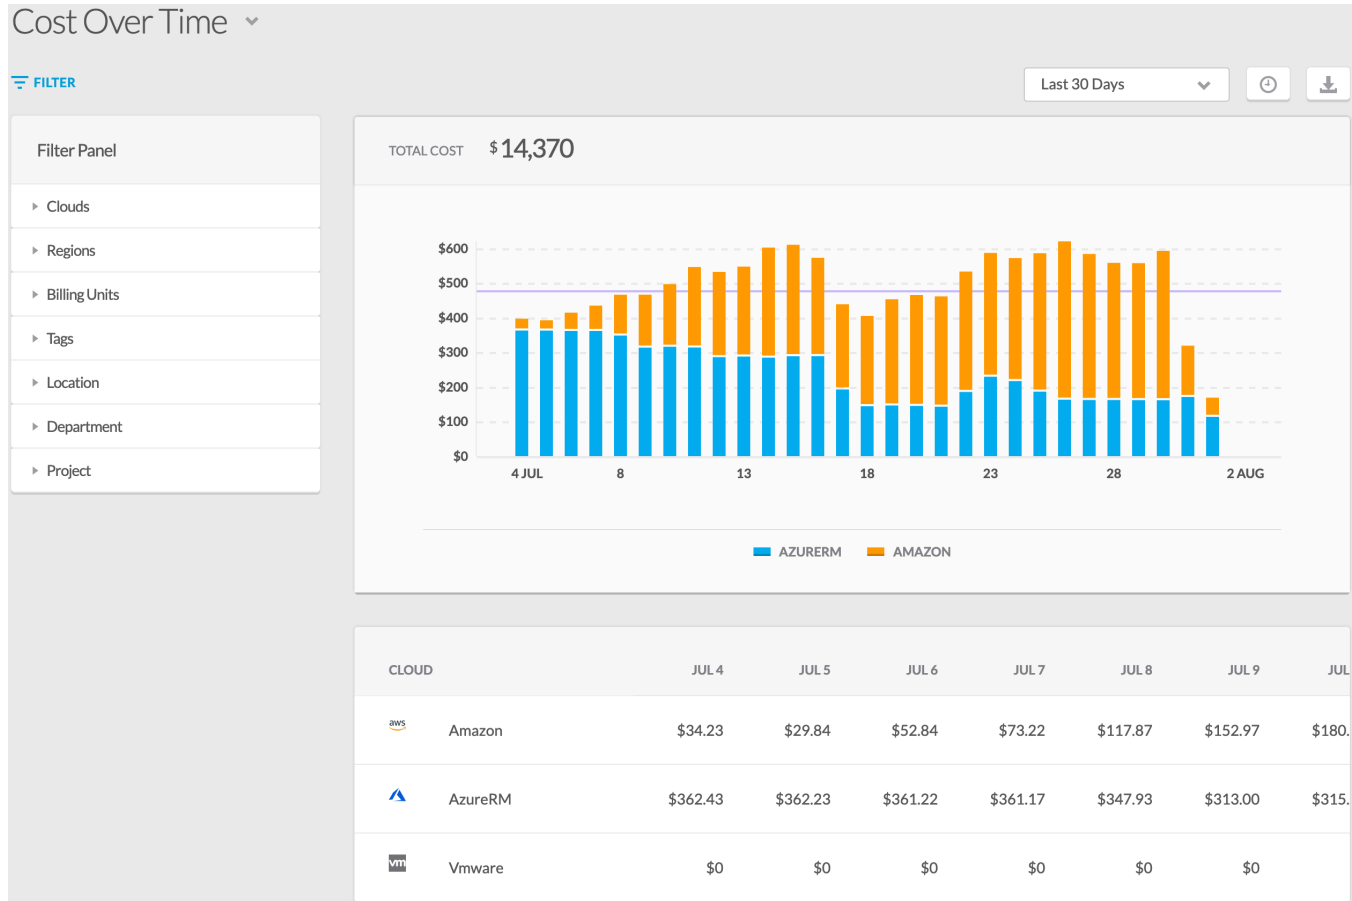 Cost Over Time
FILTER
Last 30 Days
Filter Panel
Clouds
Regions
Billing Units
Tags
Location
Department
Project
TOTAL COST $14,370
$600
$500
$400
$300
$200
$100
$0
4 JUL 8 13 18 23 28 2 AUG
AZURERM AMAZON
CLOUD JUL 4 JUL 5 JUL 6 JUL 7 JUL 8 JUL 9 JUL
aws Amazon $34.23 $29.84 $52.84 $73.22 $117.87 $152.97 $180.
AzureRM $362.43 $362.23 $361.22 $361.17 $347.93 $313.00 $315.
vm Vmware $0 $0 $0 $0 $0 $0